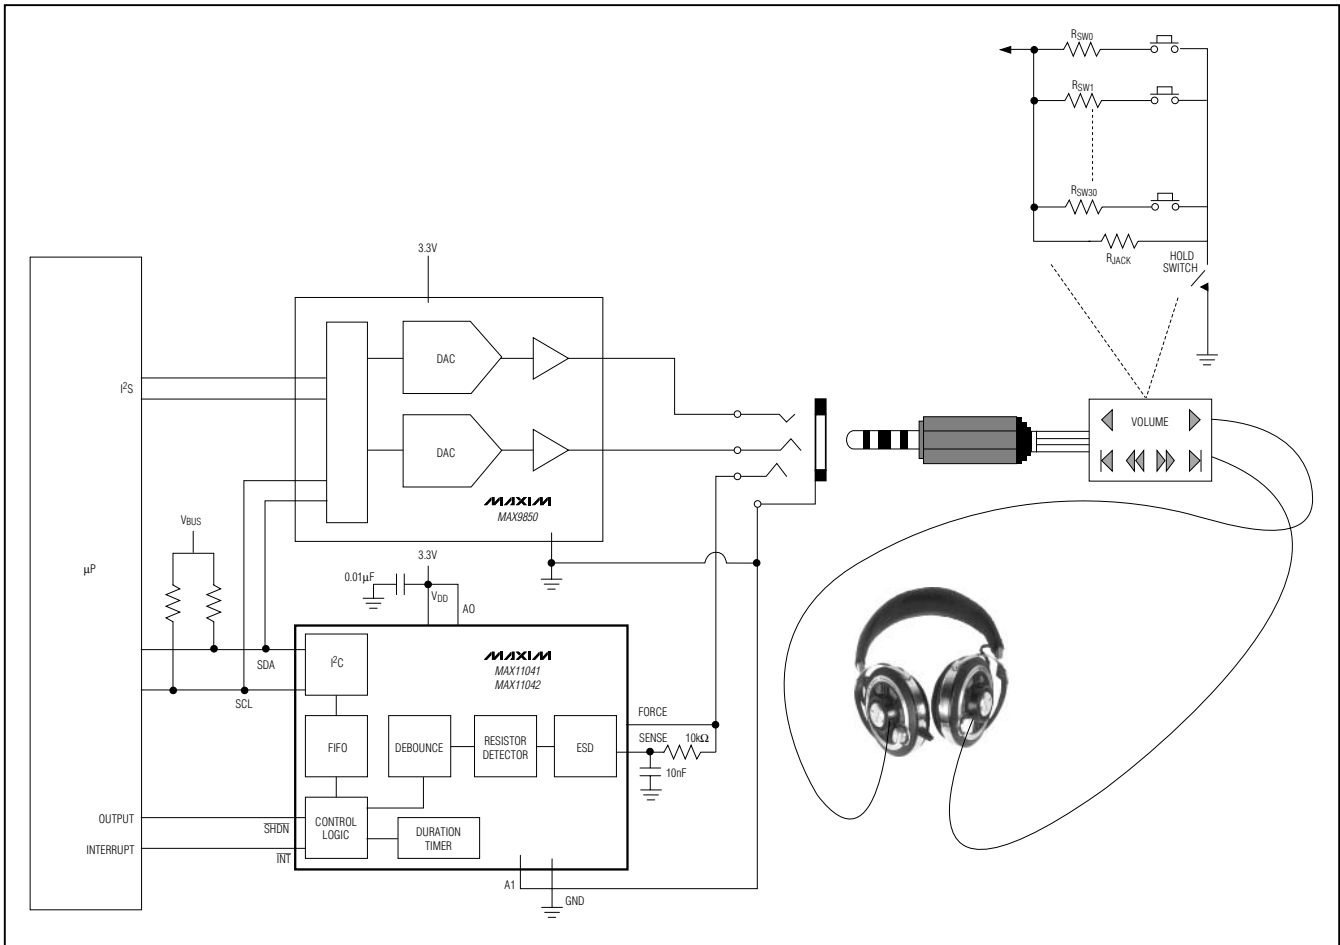 RSW0
RSW1
RSW30
RJACK
HOLD
SWITCH
3.3V
I²S
DAC
DAC
MAXIM
MAX9850
VOLUME
VBUS
μP
3.3V
0.01μF
VDD
A0
SDA
SCL
I²C
MAXIM
MAX11041
MAX11042
FORCE
SENSE
10kΩ
10nF
FIFO
DEBOUNCE
RESISTOR
DETECTOR
ESD
OUTPUT
SHDN
CONTROL
LOGIC
DURATION
TIMER
INTERRUPT
INT
A1
GND